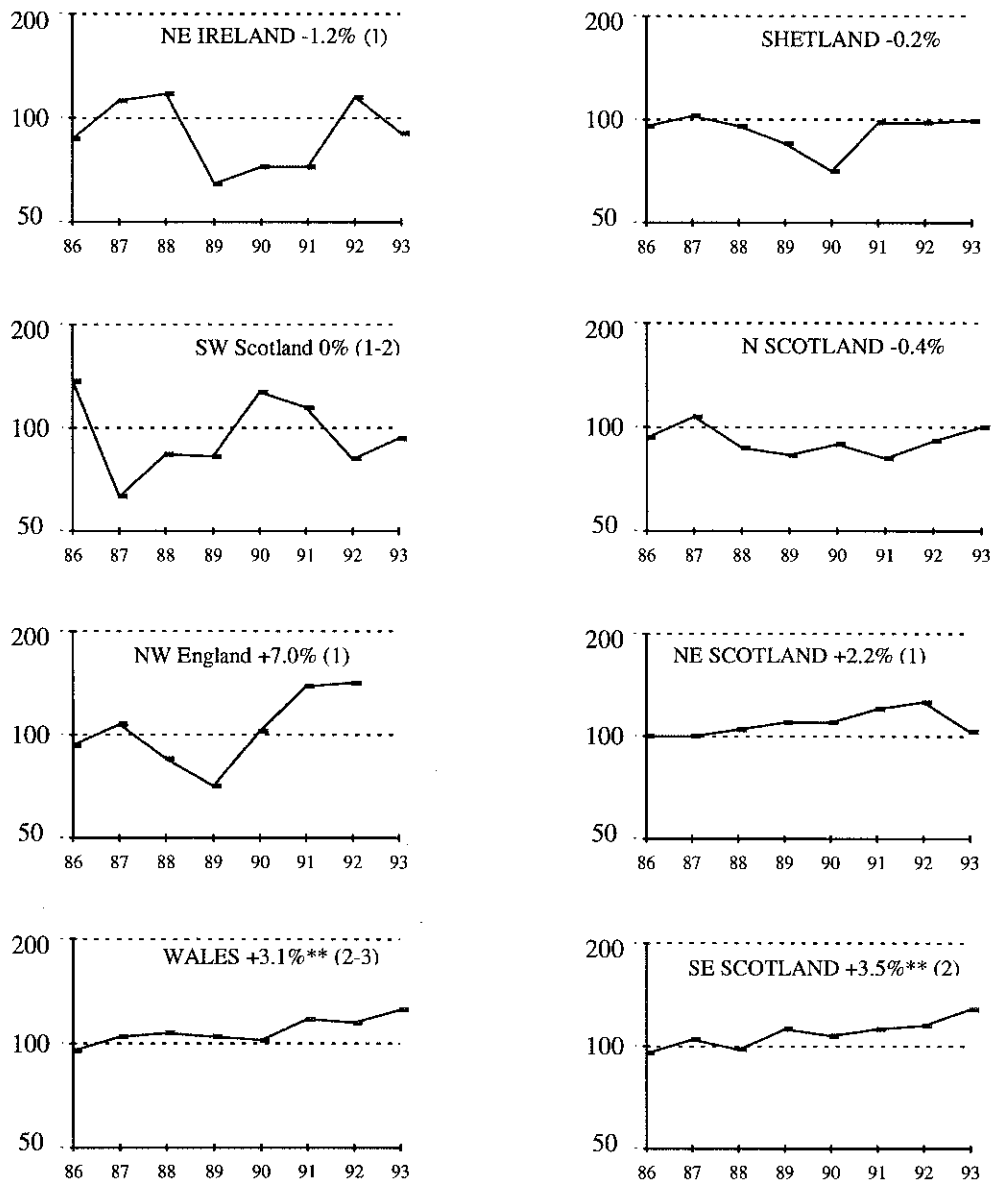 200
NE IRELAND -1.2% (1)
100
50
86 87 88 89 90 91 92 93
200
SHETLAND -0.2%
100
50
86 87 88 89 90 91 92 93
200
SW Scotland 0% (1-2)
100
50
86 87 88 89 90 91 92 93
200
N SCOTLAND -0.4%
100
50
86 87 88 89 90 91 92 93
200
NW England +7.0% (1)
100
50
86 87 88 89 90 91 92 93
200
NE SCOTLAND +2.2% (1)
100
50
86 87 88 89 90 91 92 93
200
WALES +3.1%** (2-3)
100
50
86 87 88 89 90 91 92 93
200
SE SCOTLAND +3.5%** (2)
100
50
86 87 88 89 90 91 92 93